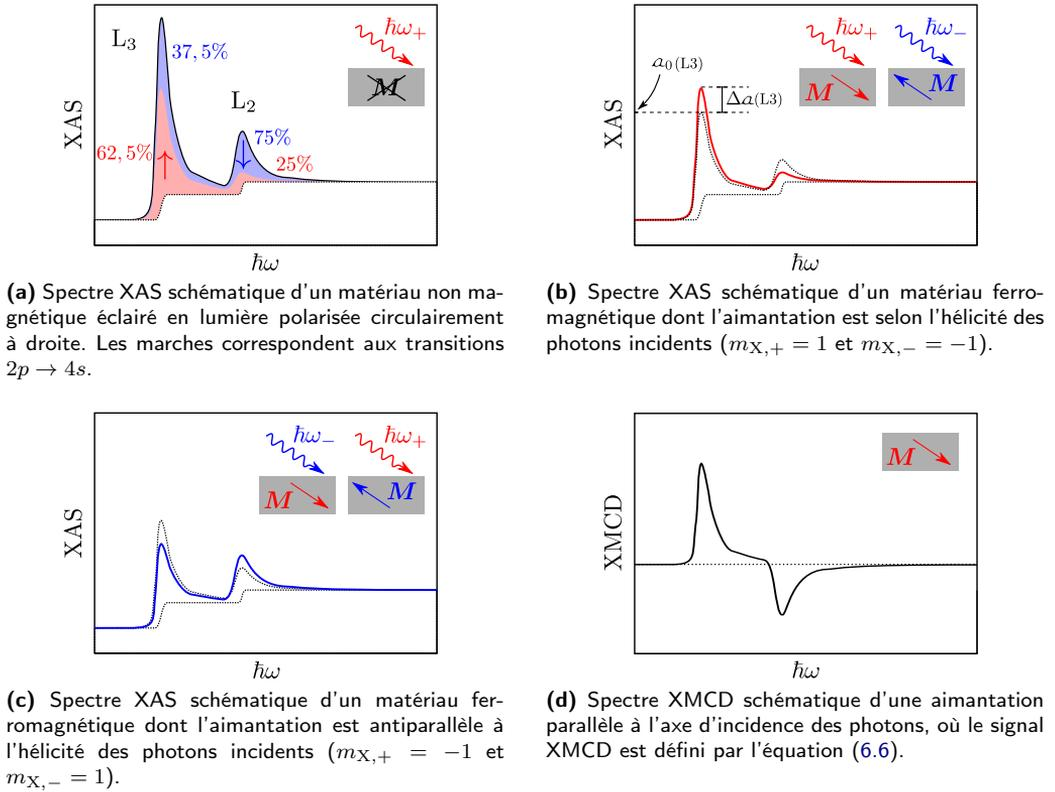 L3
37,5%
L2
ħω+
M
XAS
62,5%
75%
25%
ħω
(a) Spectre XAS schématique d'un matériau non ma-
gnétique éclairé en lumière polarisée circulairement
à droite. Les marches correspondent aux transitions
2p → 4s.
ħω+
ħω−
a0(L3)
M
M
Δa(L3)
XAS
ħω
(b) Spectre XAS schématique d'un matériau ferro-
magnétique dont l'aimantation est selon l'hélicité des
photons incidents (mX,+ = 1 et mX,− = −1).
ħω−
ħω+
M
M
XAS
ħω
(c) Spectre XAS schématique d'un matériau fer-
romagnétique dont l'aimantation est antiparallèle à
l'hélicité des photons incidents (mX,+ = −1 et
mX,− = 1).
M
XMCD
ħω
(d) Spectre XMCD schématique d'une aimantation
parallèle à l'axe d'incidence des photons, où le signal
XMCD est défini par l'équation (6.6).